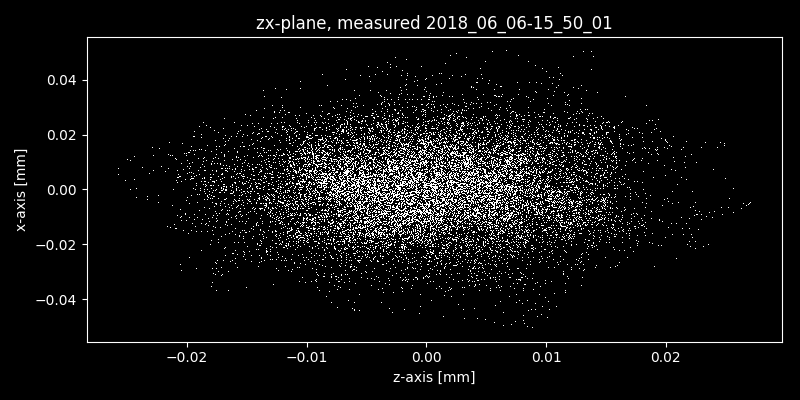 zx-plane, measured 2018_06_06-15_50_01
0.04
0.02
0.00
−0.02
−0.04
x-axis [mm]
−0.02 −0.01 0.00 0.01 0.02
z-axis [mm]